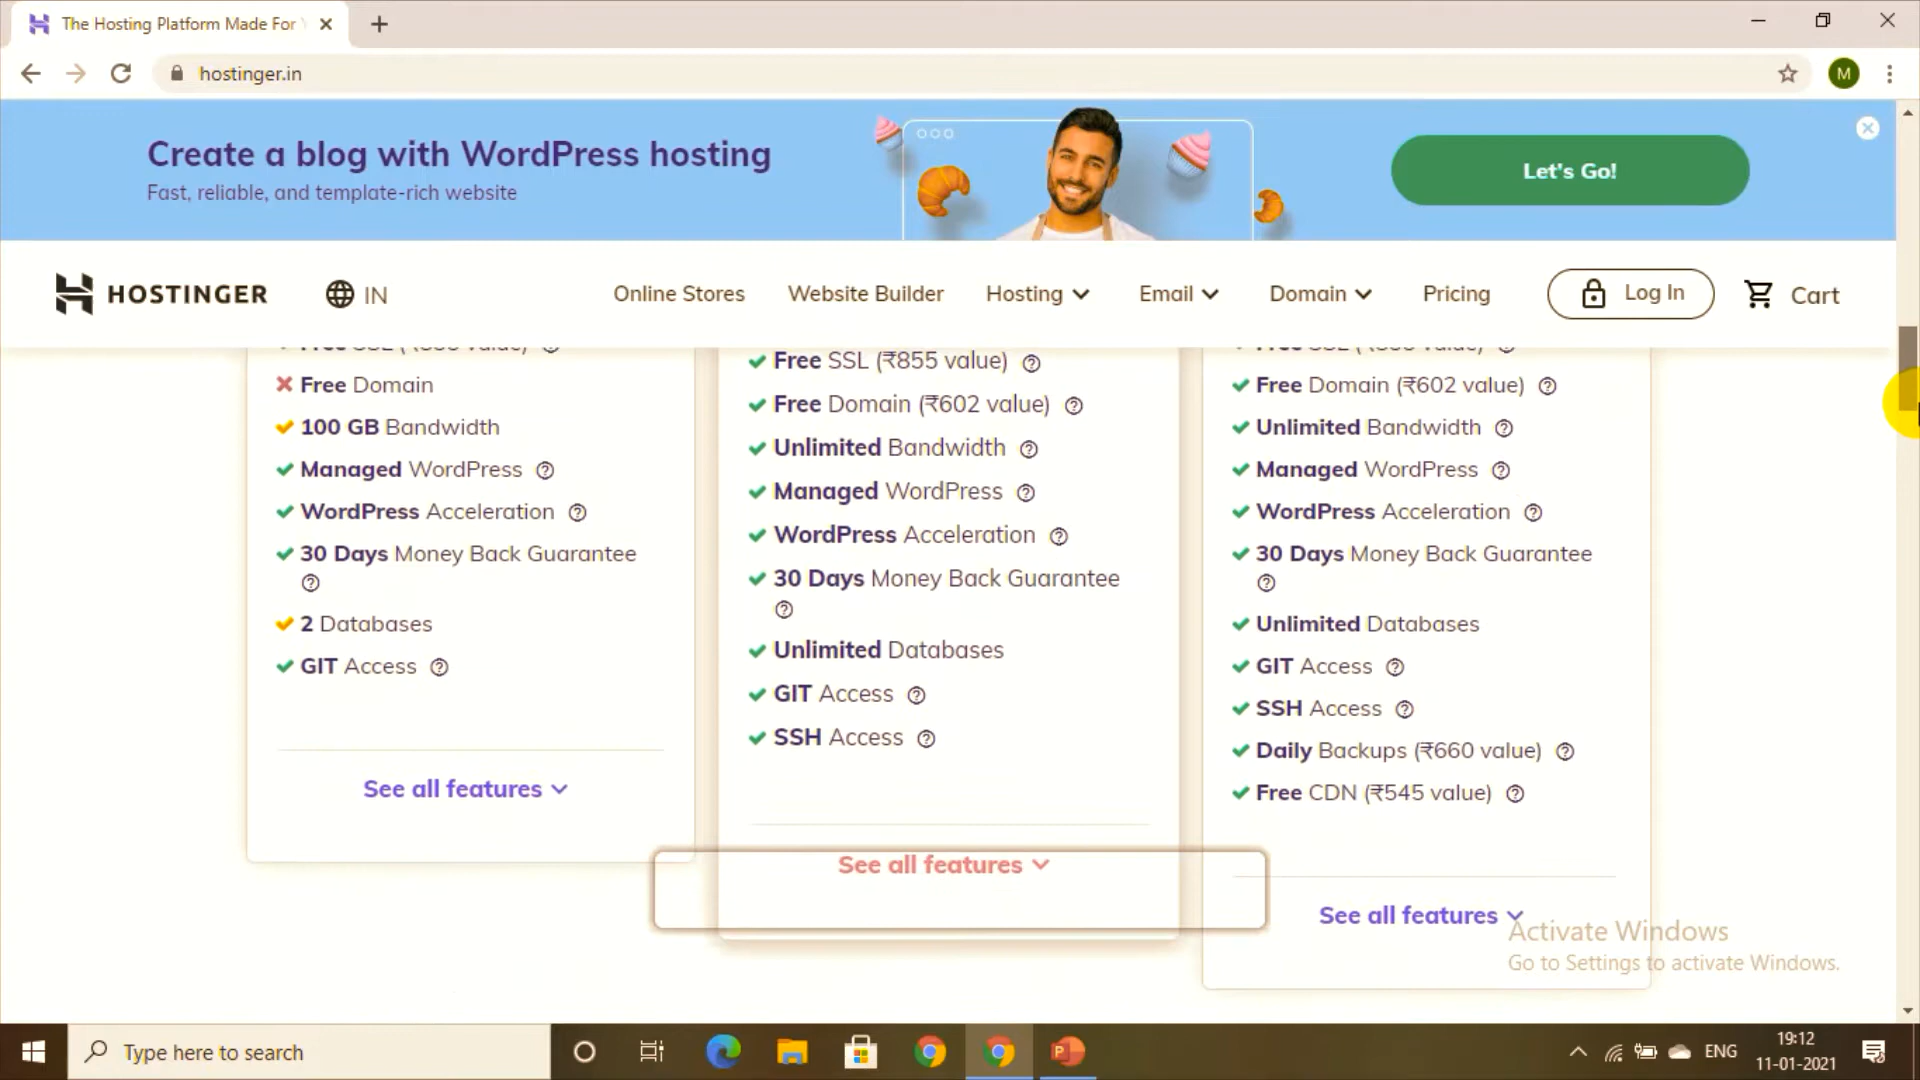 The Hosting Platform Made For
hostinger.in
M
Create a blog with WordPress hosting
Fast, reliable, and template-rich website
Let's Go!
HOSTINGER
IN
Online Stores
Website Builder
Hosting
Email
Domain
Pricing
Log In
Cart
Free Domain
100 GB Bandwidth
Managed WordPress
WordPress Acceleration
30 Days Money Back Guarantee
2 Databases
GIT Access
See all features
Free SSL (₹855 value)
Free Domain (₹602 value)
Unlimited Bandwidth
Managed WordPress
WordPress Acceleration
30 Days Money Back Guarantee
Unlimited Databases
GIT Access
SSH Access
See all features
Free Domain (₹602 value)
Unlimited Bandwidth
Managed WordPress
WordPress Acceleration
30 Days Money Back Guarantee
Unlimited Databases
GIT Access
SSH Access
Daily Backups (₹660 value)
Free CDN (₹545 value)
See all features
Activate Windows
Go to Settings to activate Windows.
Type here to search
ENG
19:12
11-01-2021